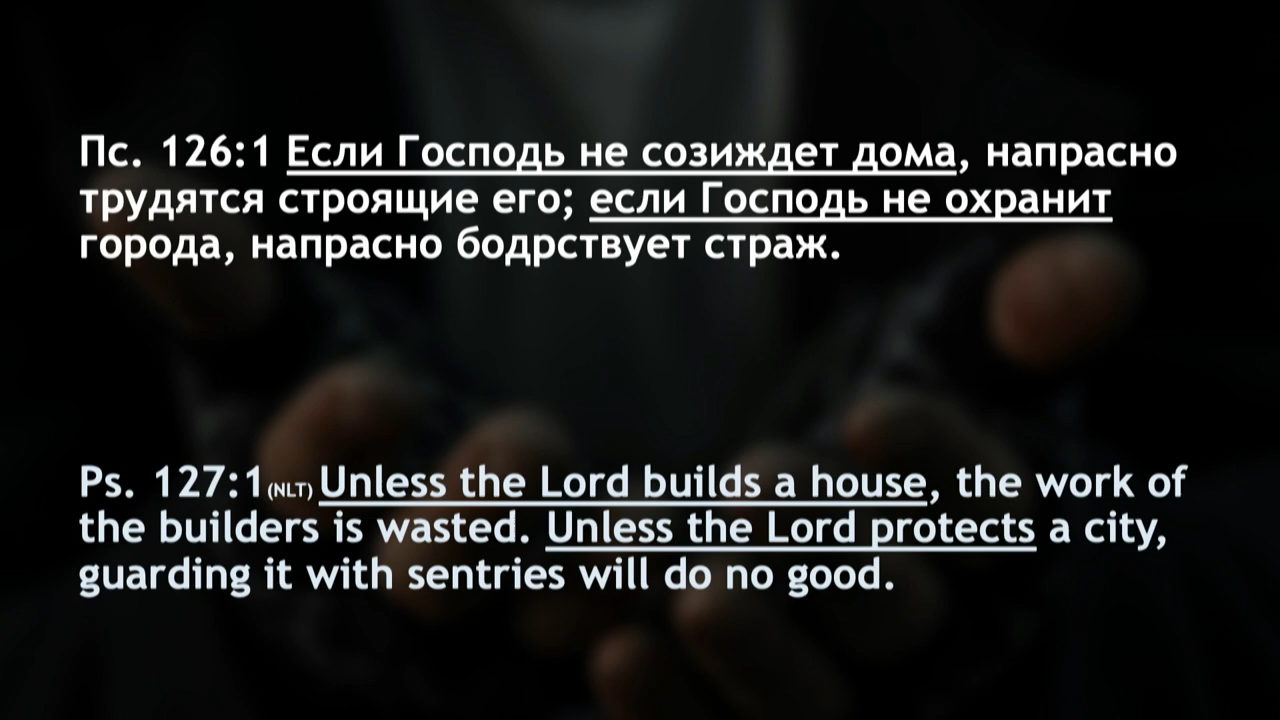 Пс. 126:1 Если Господь не созиждет дома, напрасно
трудятся строящие его; если Господь не охранит
города, напрасно бодрствует страж.
Ps. 127:1(NLT) Unless the Lord builds a house, the work of
the builders is wasted. Unless the Lord protects a city,
guarding it with sentries will do no good.